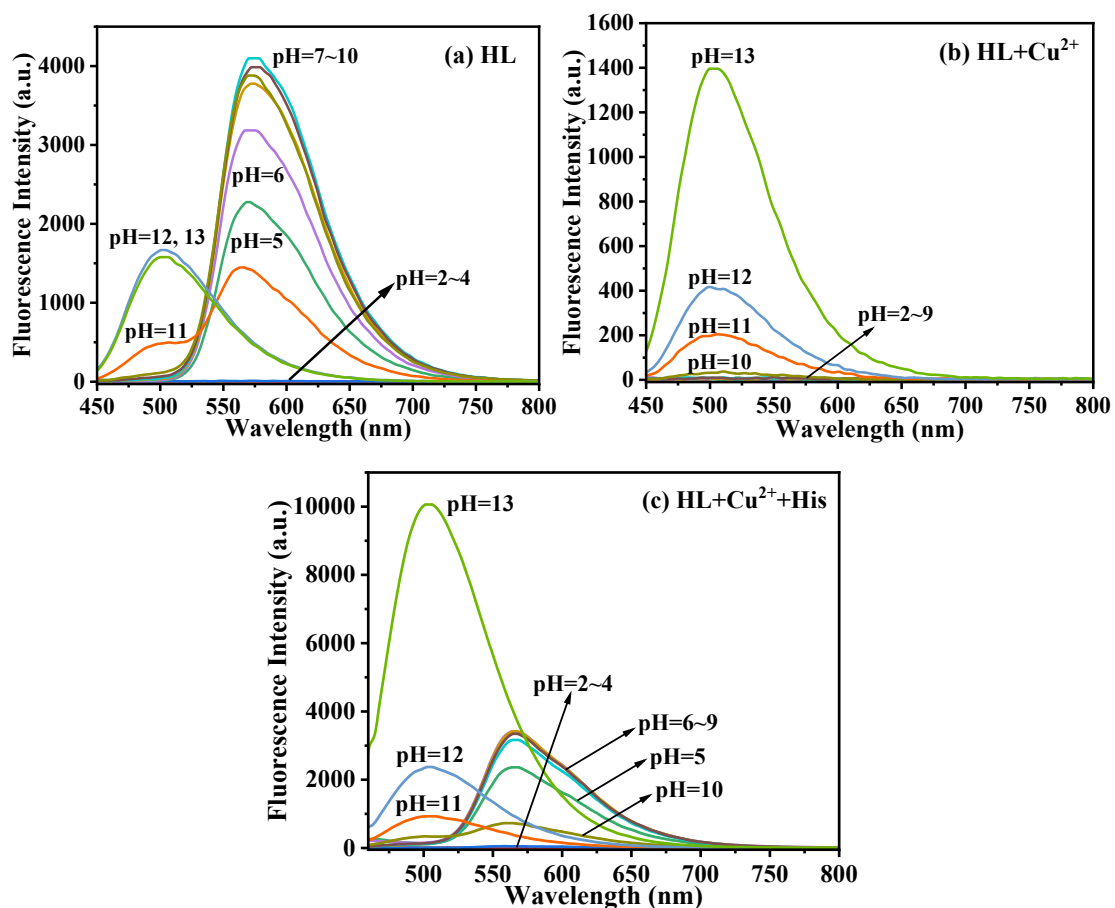 (a) HL
Fluorescence Intensity (a.u.)
4000
3000
2000
1000
0
pH=7~10
pH=6
pH=12, 13
pH=5
pH=2~4
pH=11
450 500 550 600 650 700 750 800
Wavelength (nm)
(b) HL+Cu²⁺
Fluorescence Intensity (a.u.)
1600
1400
1200
1000
800
600
400
200
0
pH=13
pH=12
pH=2~9
pH=11
pH=10
450 500 550 600 650 700 750 800
Wavelength (nm)
(c) HL+Cu²⁺+His
Fluorescence Intensity (a.u.)
10000
8000
6000
4000
2000
0
pH=13
pH=2~4
pH=6~9
pH=12
pH=5
pH=11
pH=10
500 550 600 650 700 750 800
Wavelength (nm)